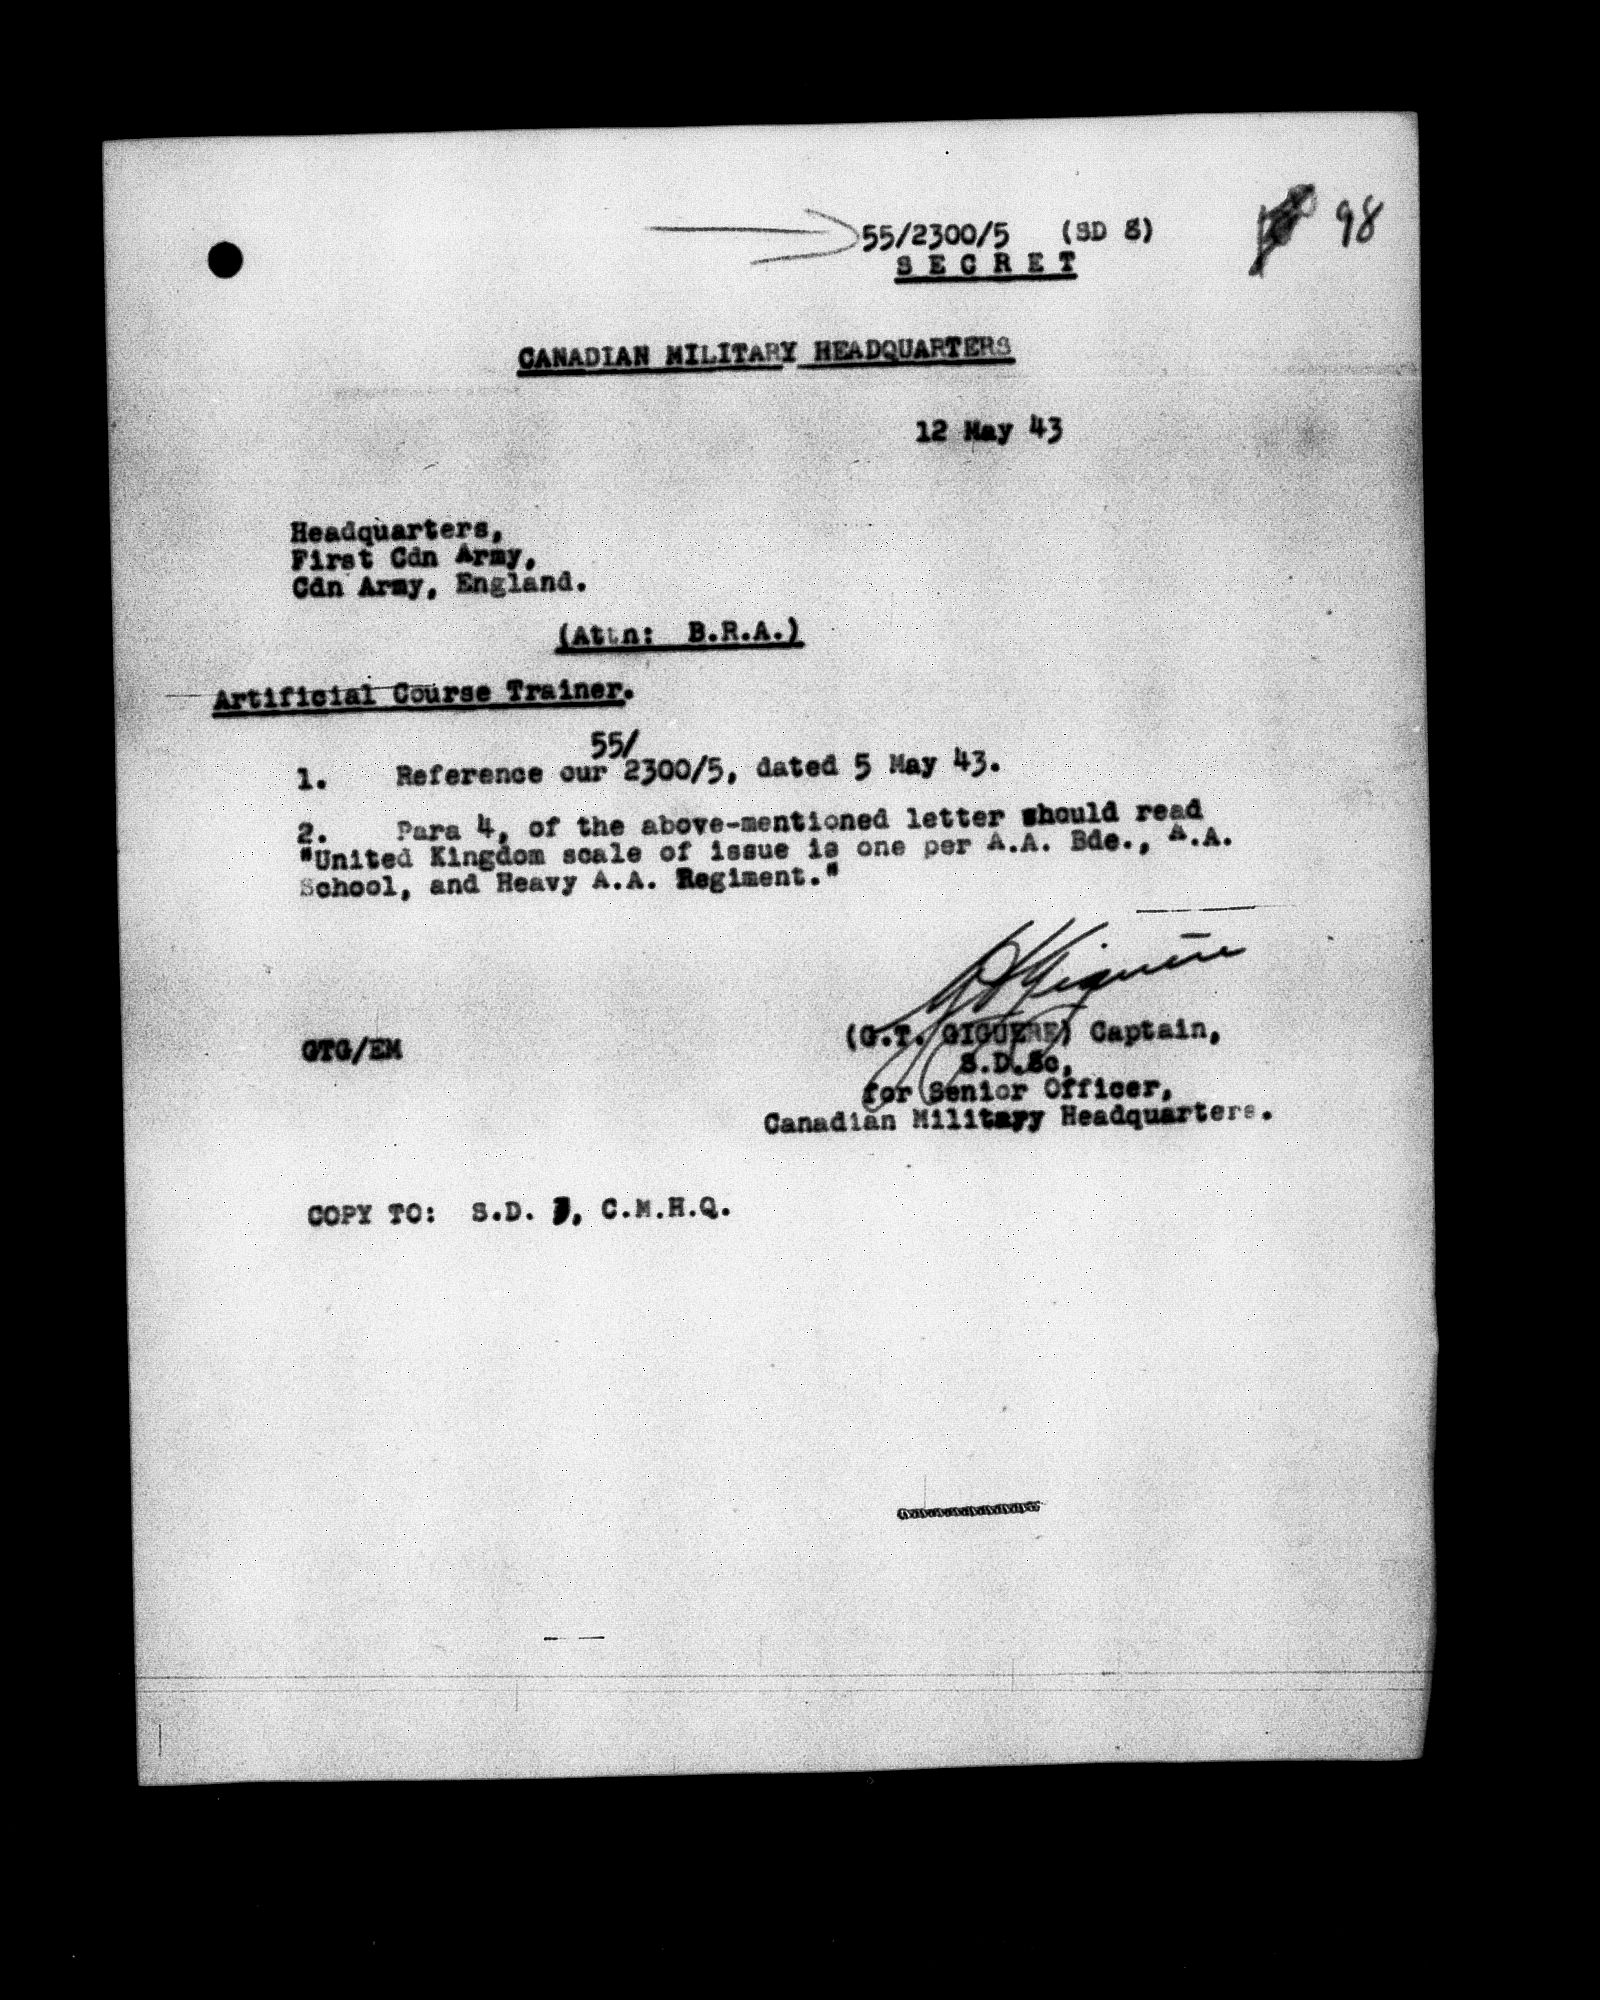 55/2300/5 (SD 8)
98
S E C R E T
CANADIAN MILITARY HEADQUARTERS
12 May 43
Headquarters,
First Cdn Army,
Cdn Army, England.
(Attn: B.R.A.)
Artificial Course Trainer.
55/
1. Reference our 2300/5, dated 5 May 43.
2. Para 4, of the above-mentioned letter should read
"United Kingdom scale of issue is one per A.A. Bde., A.A.
School, and Heavy A.A. Regiment."
GTG/EM
(G.T. GIGUERE) Captain,
S.D.8c,
for Senior Officer,
Canadian Militayy Headquarters.
COPY TO: S.D. , C.M.H.Q.